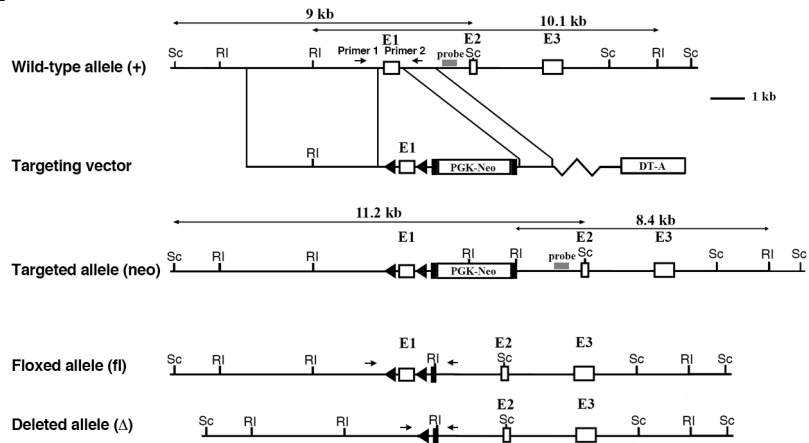 9 kb
10.1 kb
E1 E2 E3
Sc RI RI Primer 1 Primer 2 probe Sc Sc RI Sc
Wild-type allele (+)
1 kb
RI E1
Targeting vector PGK-Neo DT-A
11.2 kb
8.4 kb
E1 E2 E3
Sc RI RI RI RI probe Sc Sc RI Sc
Targeted allele (neo) PGK-Neo
E1 E2 E3
Sc RI RI RI Sc Sc RI Sc
Floxed allele (fl)
E2 E3
Sc RI RI RI Sc Sc RI Sc
Deleted allele (Δ)